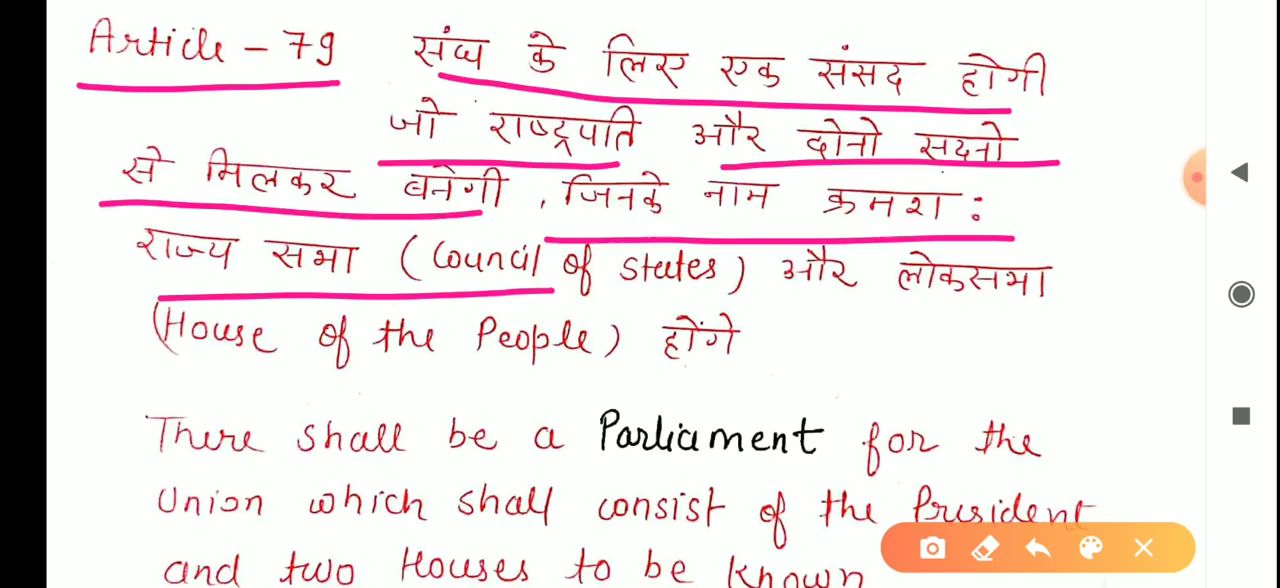 Article - 79 संघ के लिए एक संसद होगी
जो राष्ट्रपति और दोनो सदनो
से मिलकर बनेगी , जिनके नाम क्रमश :
राज्य सभा (Council of States) और लोकसभा
(House of the People) होंगे
There shall be a Parliament for the
Union which shall consist of the President
and two Houses to be known